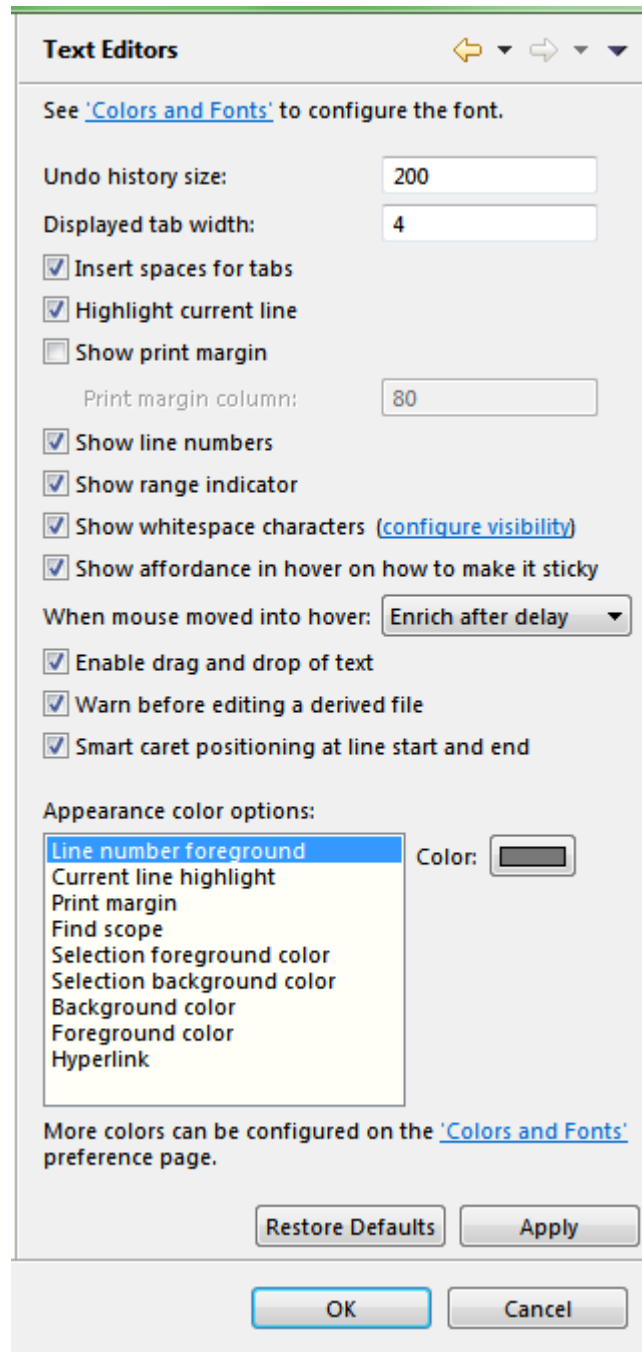 Text Editors
See 'Colors and Fonts' to configure the font.
Undo history size: 200
Displayed tab width: 4
Insert spaces for tabs
Highlight current line
Show print margin
Print margin column: 80
Show line numbers
Show range indicator
Show whitespace characters (configure visibility)
Show affordance in hover on how to make it sticky
When mouse moved into hover: Enrich after delay
Enable drag and drop of text
Warn before editing a derived file
Smart caret positioning at line start and end
Appearance color options:
Line number foreground Color:
Current line highlight
Print margin
Find scope
Selection foreground color
Selection background color
Background color
Foreground color
Hyperlink
More colors can be configured on the 'Colors and Fonts'
preference page.
Restore Defaults Apply
OK Cancel